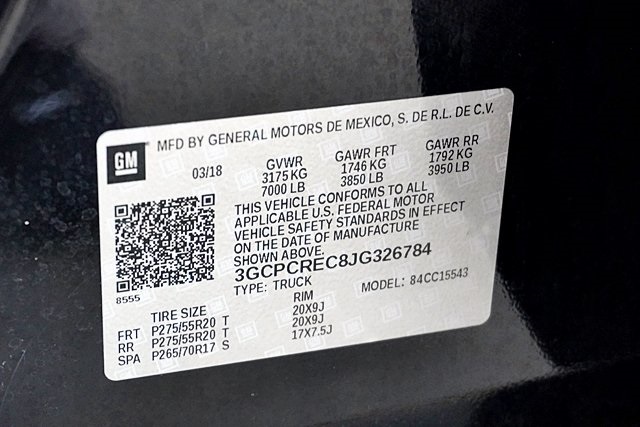 GM
MFD BY GENERAL MOTORS DE MEXICO, S. DE R.L. DE C.V.
03/18
GVWR
3175 KG
7000 LB
GAWR FRT
1746 KG
3850 LB
GAWR RR
1792 KG
3950 LB
THIS VEHICLE CONFORMS TO ALL
APPLICABLE U.S. FEDERAL MOTOR
VEHICLE SAFETY STANDARDS IN EFFECT
ON THE DATE OF MANUFACTURE
SHOWN ABOVE.
3GCPCREC8JG326784
TYPE: TRUCK
MODEL: 84CC15543
8555
TIRE SIZE RIM
FRT P275/55R20 T 20X9J
RR P275/55R20 T 20X9J
SPA P265/70R17 S 17X7.5J